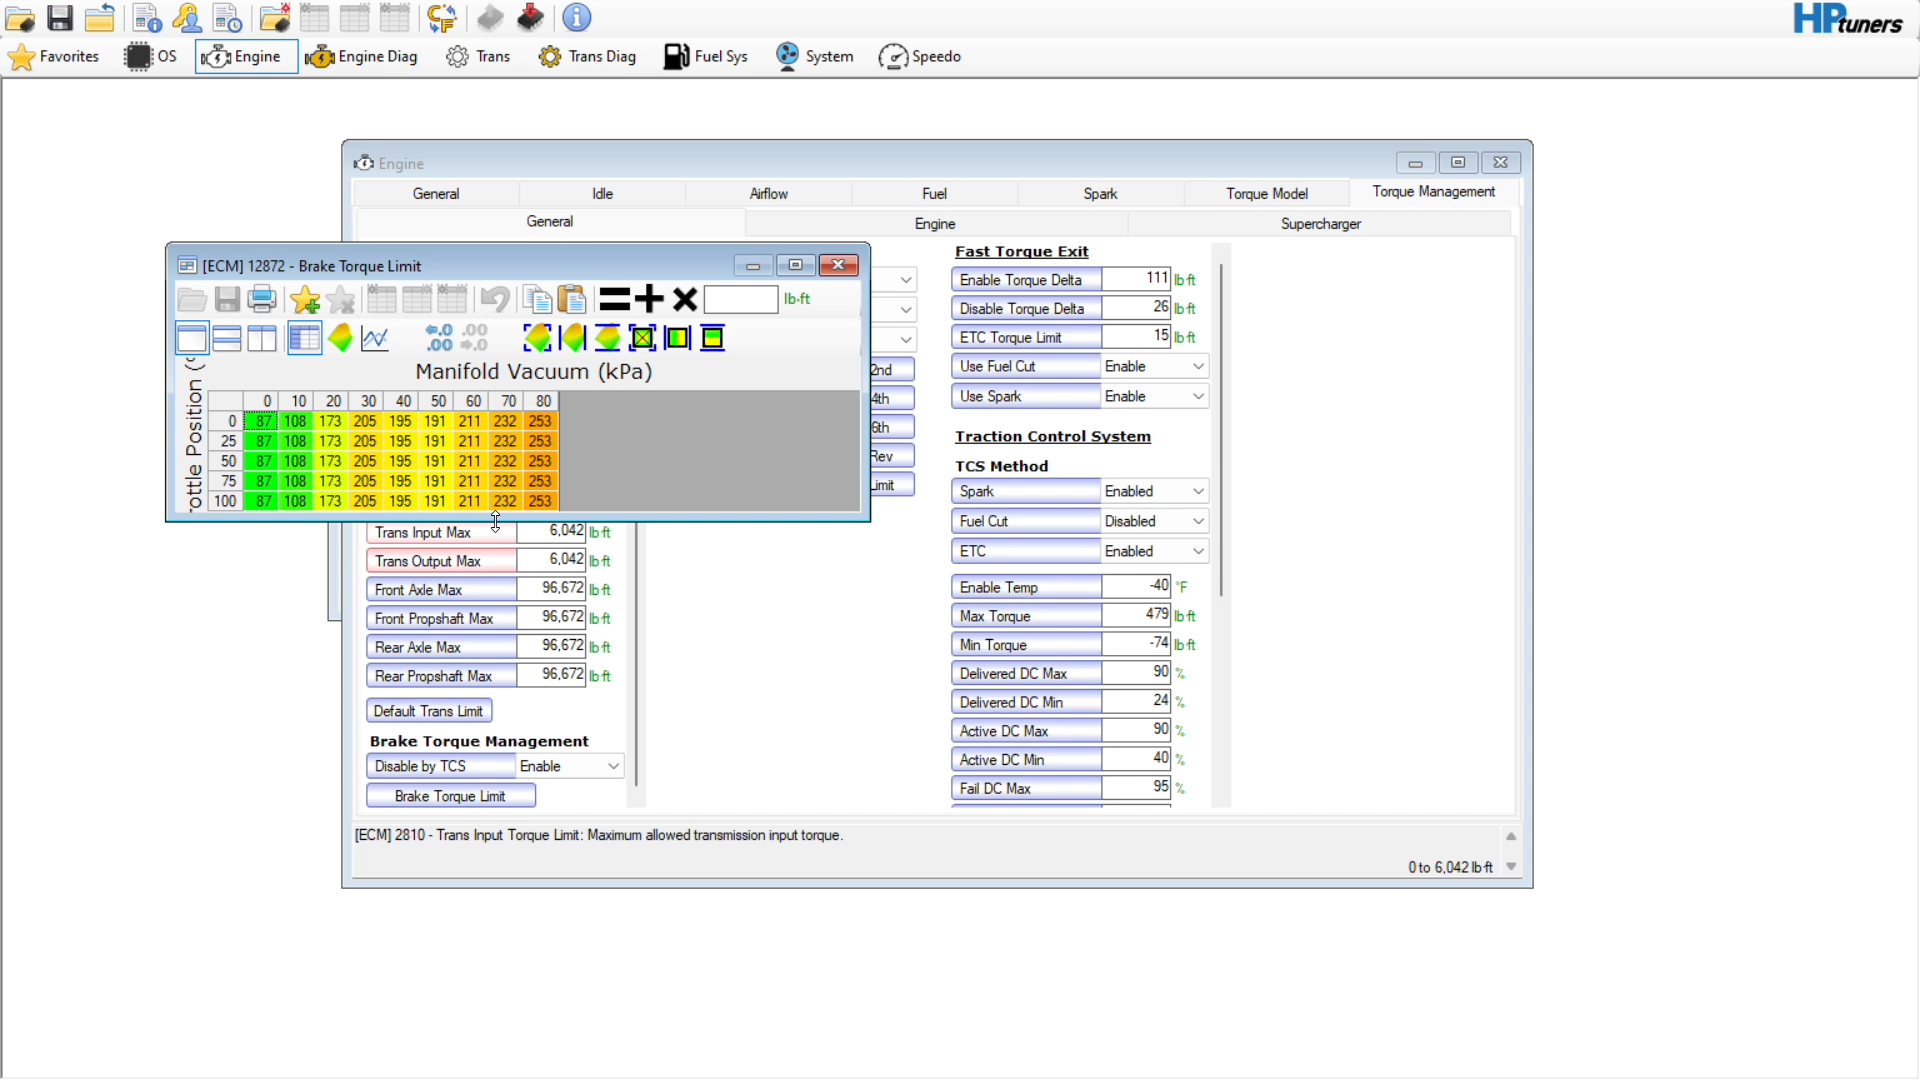 HPtuners
Favorites OS Engine Engine Diag Trans Trans Diag Fuel Sys System Speedo
Engine
General Idle Airflow Fuel Spark Torque Model Torque Management
General Engine Supercharger
[ECM] 12872 - Brake Torque Limit
lb·ft
←.0 .00
.00 →.0
Manifold Vacuum (kPa)
0 10 20 30 40 50 60 70 80
0 87 108 173 205 195 191 211 232 253
25 87 108 173 205 195 191 211 232 253
50 87 108 173 205 195 191 211 232 253
75 87 108 173 205 195 191 211 232 253
100 87 108 173 205 195 191 211 232 253
ottle Position (
2nd
4th
6th
Rev
Limit
Trans Input Max 6,042 lb·ft
Trans Output Max 6,042 lb·ft
Front Axle Max 96,672 lb·ft
Front Propshaft Max 96,672 lb·ft
Rear Axle Max 96,672 lb·ft
Rear Propshaft Max 96,672 lb·ft
Default Trans Limit
Brake Torque Management
Disable by TCS Enable
Brake Torque Limit
Fast Torque Exit
Enable Torque Delta 111 lb·ft
Disable Torque Delta 26 lb·ft
ETC Torque Limit 15 lb·ft
Use Fuel Cut Enable
Use Spark Enable
Traction Control System
TCS Method
Spark Enabled
Fuel Cut Disabled
ETC Enabled
Enable Temp -40 °F
Max Torque 479 lb·ft
Min Torque -74 lb·ft
Delivered DC Max 90 %
Delivered DC Min 24 %
Active DC Max 90 %
Active DC Min 40 %
Fail DC Max 95 %
[ECM] 2810 - Trans Input Torque Limit: Maximum allowed transmission input torque.
0 to 6,042 lb·ft